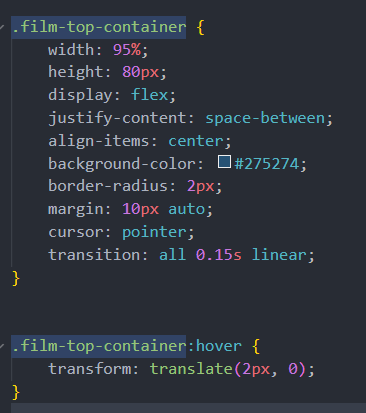 .film-top-container {
width: 95%;
height: 80px;
display: flex;
justify-content: space-between;
align-items: center;
background-color: #275274;
border-radius: 2px;
margin: 10px auto;
cursor: pointer;
transition: all 0.15s linear;
}
.film-top-container:hover {
transform: translate(2px, 0);
}